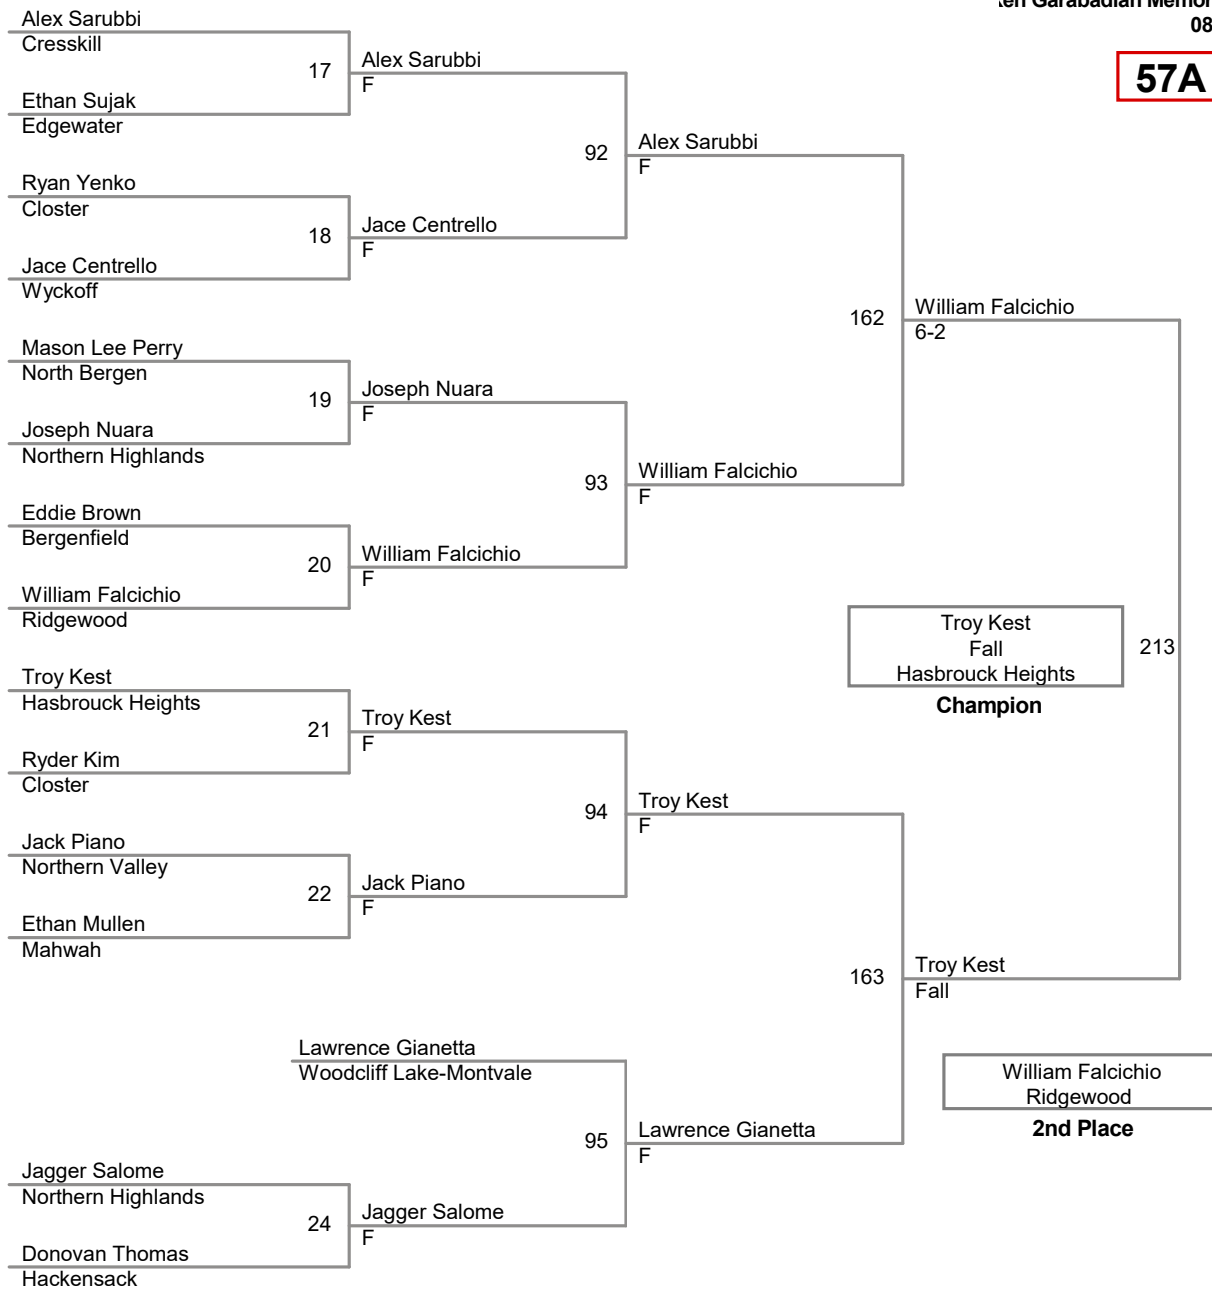 Garabadian
08
57A
Alex Sarubbi
Cresskill
17
Ethan Sujak
Edgewater
Alex Sarubbi
F
Ryan Yenko
Closter
18
Jace Centrello
Wyckoff
Jace Centrello
F
92
Alex Sarubbi
F
Mason Lee Perry
North Bergen
19
Joseph Nuara
Northern Highlands
Joseph Nuara
F
Eddie Brown
Bergenfield
20
William Falcichio
Ridgewood
William Falcichio
F
93
William Falcichio
F
162
William Falcichio
6-2
Troy Kest
Hasbrouck Heights
21
Ryder Kim
Closter
Troy Kest
F
Jack Piano
Northern Valley
22
Ethan Mullen
Mahwah
Jack Piano
F
94
Troy Kest
F
Lawrence Gianetta
Woodcliff Lake-Montvale
Jagger Salome
Northern Highlands
24
Donovan Thomas
Hackensack
Jagger Salome
F
95
Lawrence Gianetta
F
163
Troy Kest
Fall
213
Troy Kest
Fall
Hasbrouck Heights
Champion
William Falcichio
Ridgewood
2nd Place